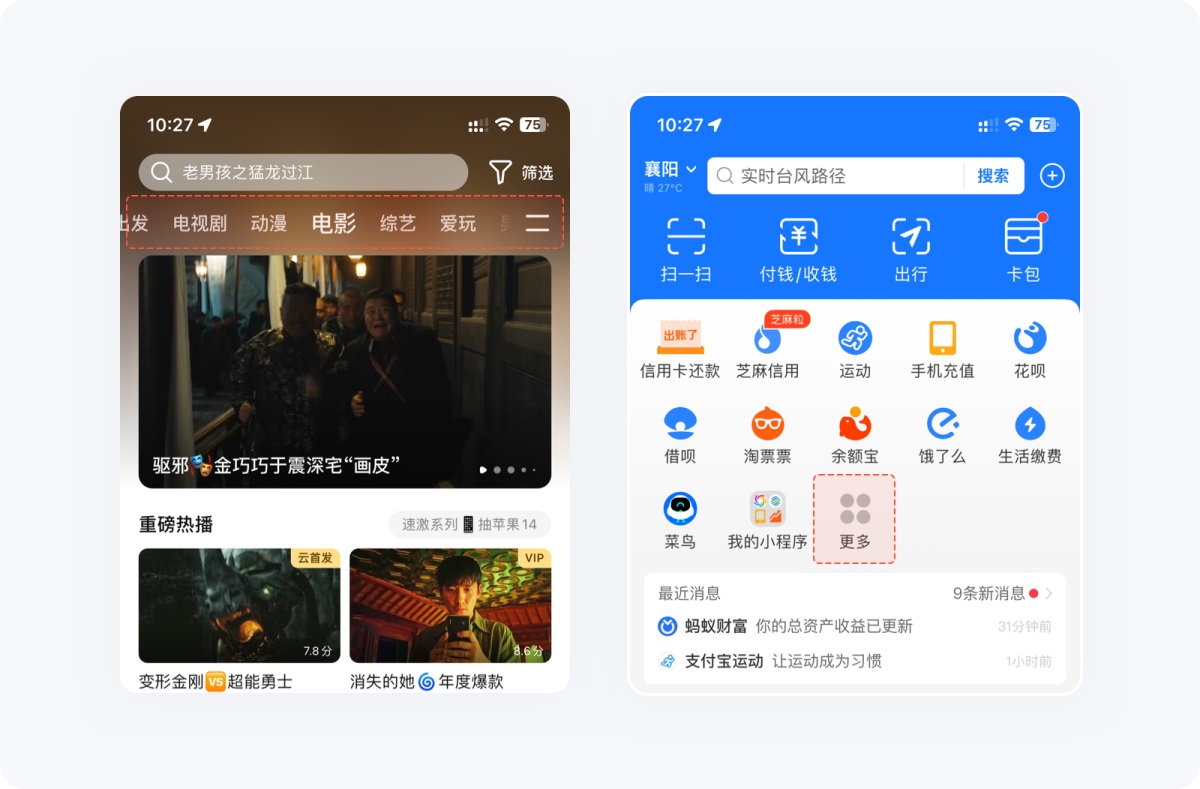 10:27
75
老男孩之猛龙过江
筛选
出发 电视剧 动漫 电影 综艺 爱玩
驱邪🎭金巧巧于震深宅“画皮”
重磅热播
速激系列📱抽苹果14
云首发
7.8分
VIP
8.6分
变形金刚🆚超能勇士
消失的她🌀年度爆款
10:27
75
襄阳
晴 27°C
实时台风路径
搜索
扫一扫
付钱/收钱
出行
卡包
出账了
芝麻粒
信用卡还款
芝麻信用
运动
手机充值
花呗
借呗
淘票票
余额宝
饿了么
生活缴费
菜鸟
我的小程序
更多
最近消息
9条新消息
蚂蚁财富 你的总资产收益已更新
31分钟前
支付宝运动 让运动成为习惯
1小时前